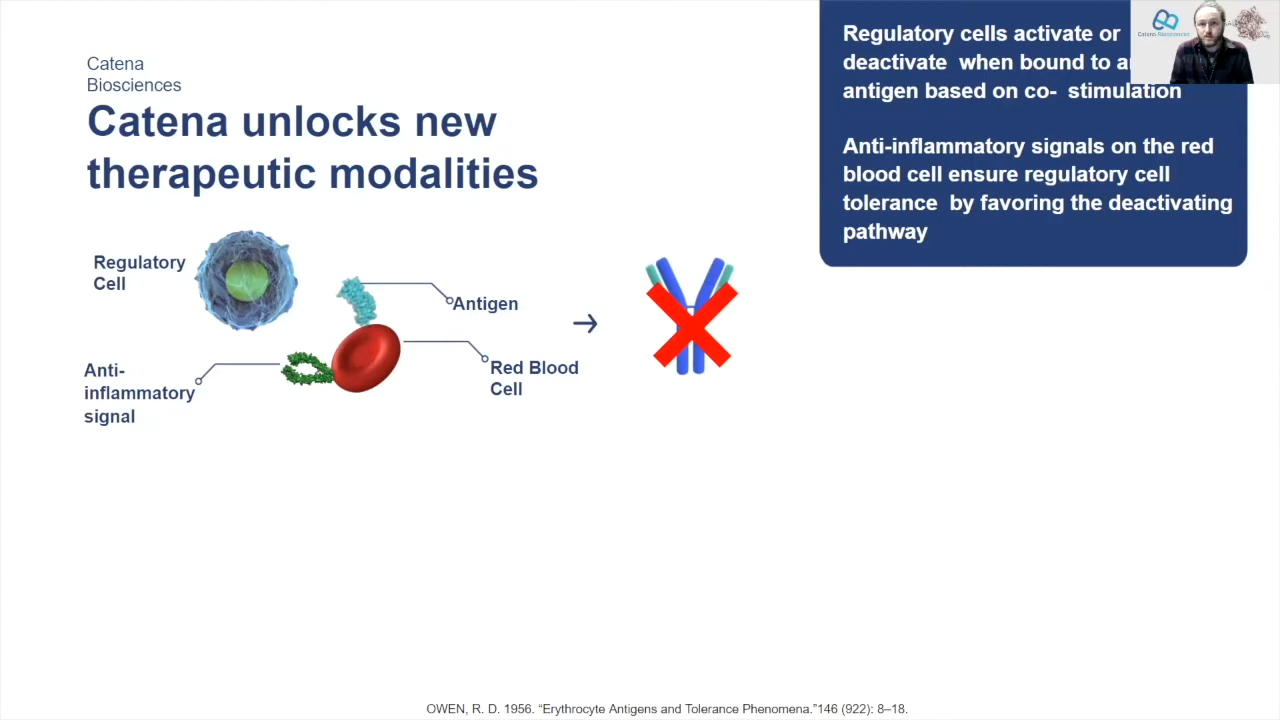 Catena
Biosciences
Catena unlocks new
therapeutic modalities
Regulatory cells activate or
deactivate when bound to
antigen based on co- stimulation
Anti-inflammatory signals on the red
blood cell ensure regulatory cell
tolerance by favoring the deactivating
pathway
Catena Biosciences
Regulatory
Cell
Antigen
Red Blood
Cell
Anti-
inflammatory
signal
OWEN, R. D. 1956. “Erythrocyte Antigens and Tolerance Phenomena.”146 (922): 8–18.